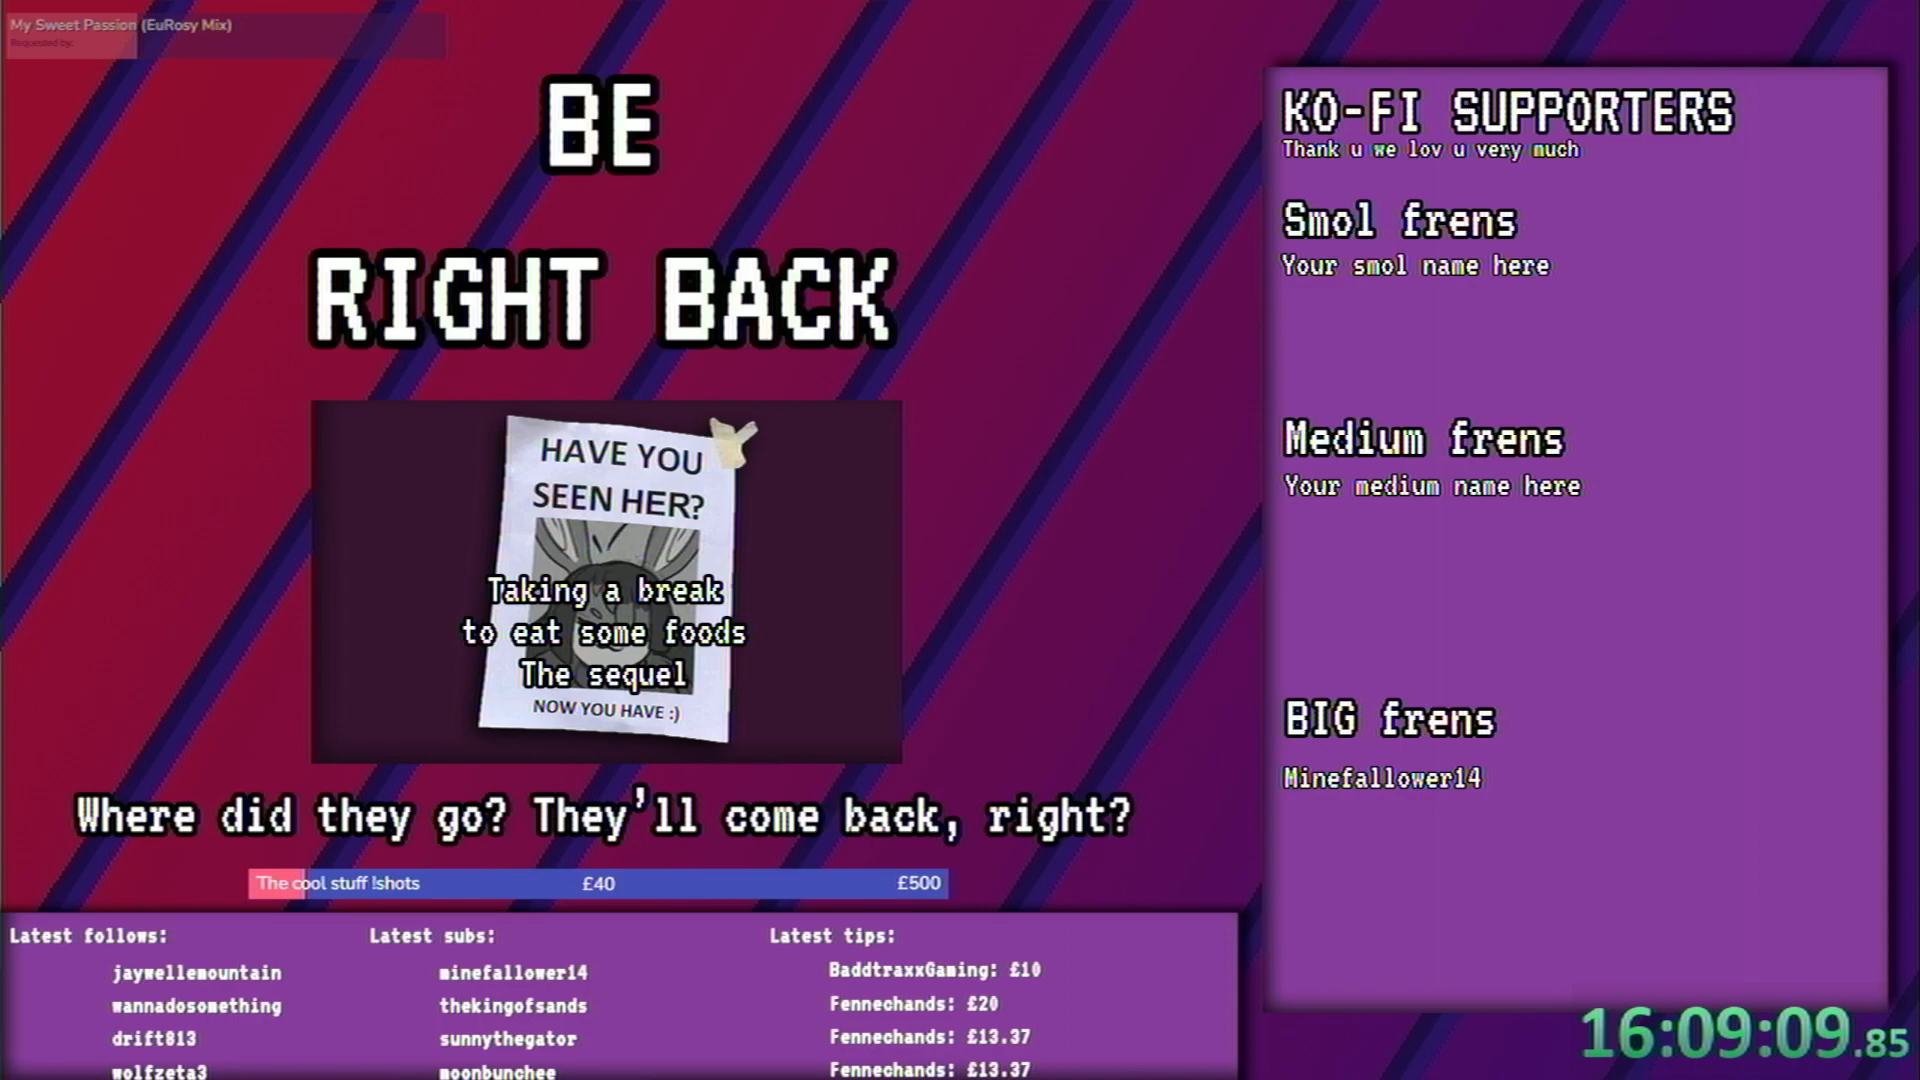 My Sweet Passion (EuRosy Mix)
Requested by:
BE
RIGHT BACK
HAVE YOU
SEEN HER?
Taking a break
to eat some foods
The sequel
NOW YOU HAVE :)
Where did they go? They'll come back, right?
The cool stuff !shots £40 £500
Latest follows:
jaywellemountain
wannadosomething
drift813
wolfzeta3
Latest subs:
minefallower14
thekingofsands
sunnythegator
moonbunchee
Latest tips:
BaddtraxxGaming: £10
Fennechands: £20
Fennechands: £13.37
Fennechands: £13.37
KO-FI SUPPORTERS
Thank u we lov u very much
Smol frens
Your smol name here
Medium frens
Your medium name here
BIG frens
Minefallower14
16:09:09.85